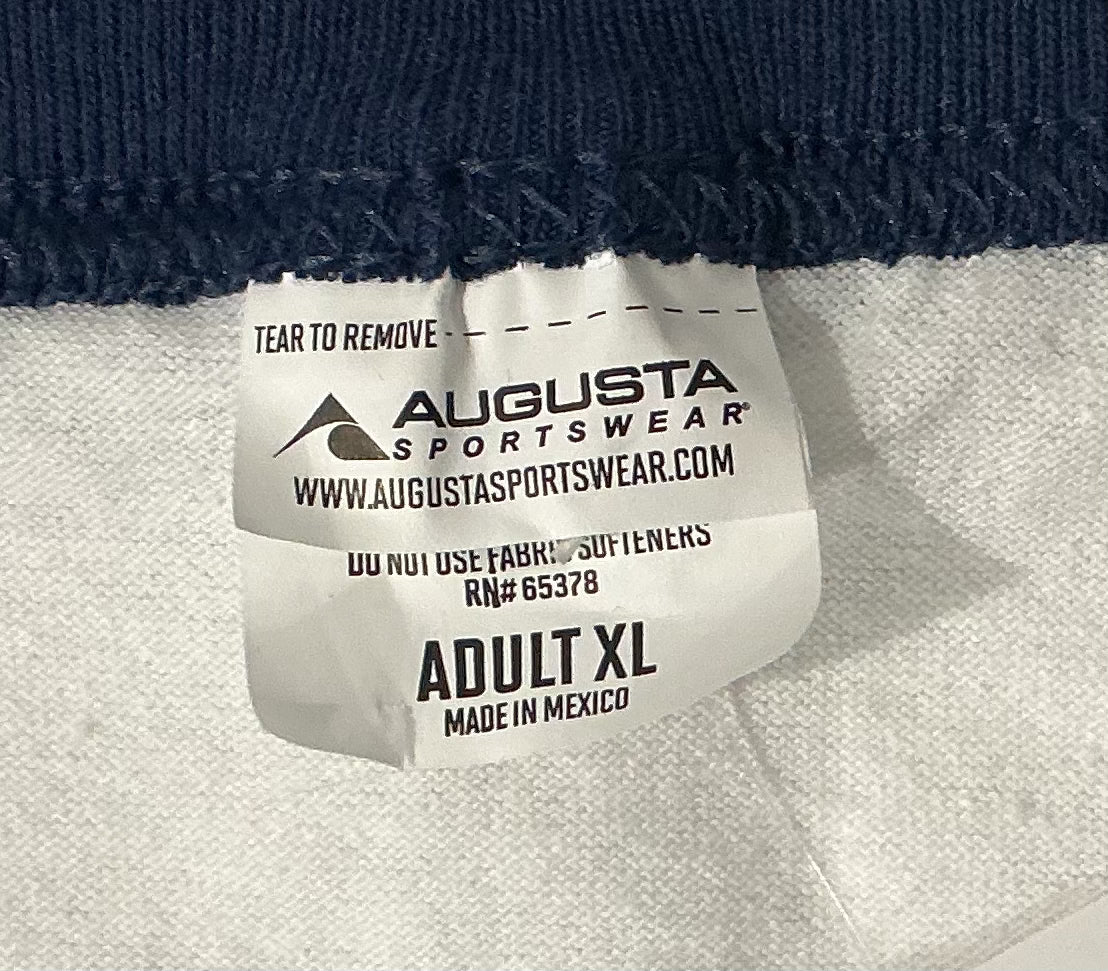 TEAR TO REMOVE
AUGUSTA
SPORTSWEAR®
WWW.AUGUSTASPORTSWEAR.COM
DO NOT USE FABRIC SOFTENERS
RN# 65378
ADULT XL
MADE IN MEXICO